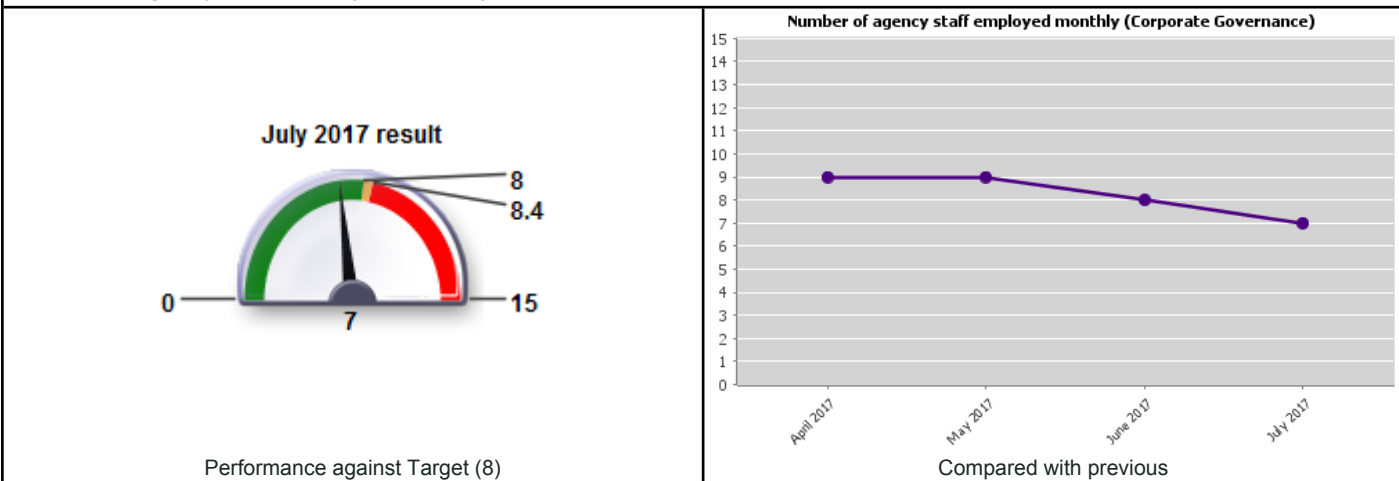 July 2017 result
8
8.4
0
15
7
Performance against Target (8)
Number of agency staff employed monthly (Corporate Governance)
15
14
13
12
11
10
9
8
7
6
5
4
3
2
1
0
April 2017
May 2017
June 2017
July 2017
Compared with previous